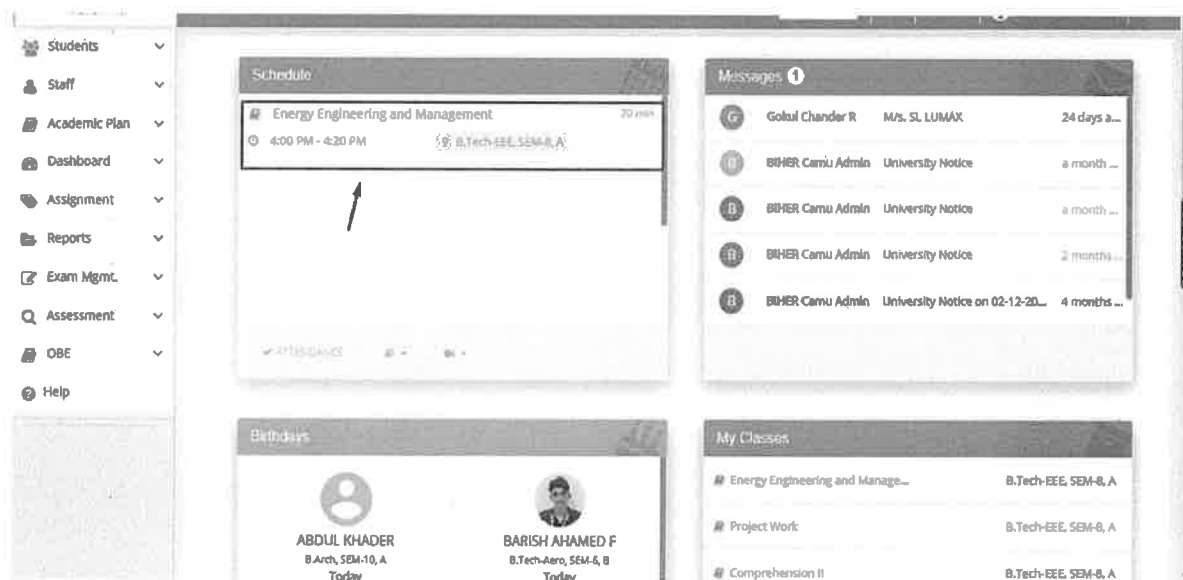 Students
Staff
Academic Plan
Dashboard
Assignment
Reports
Exam Mgmt.
Assessment
OBE
Help
Schedule
Energy Engineering and Management 20 min
4:00 PM - 4:20 PM B.Tech-EEE, SEM-8, A
ATTENDANCE
Messages 1
G Gokul Chander R M/s. SL LUMAX 24 days a...
B BIHER Camu Admin University Notice a month ...
B BIHER Camu Admin University Notice a month ...
B BIHER Camu Admin University Notice 2 months ...
B BIHER Camu Admin University Notice on 02-12-20... 4 months ...
Birthdays
ABDUL KHADER
B.Arch, SEM-10, A
Today
BARISH AHAMED F
B.Tech-Aero, SEM-6, B
Today
My Classes
Energy Engineering and Manage... B.Tech-EEE, SEM-8, A
Project Work B.Tech-EEE, SEM-8, A
Comprehension II B.Tech-EEE, SEM-8, A